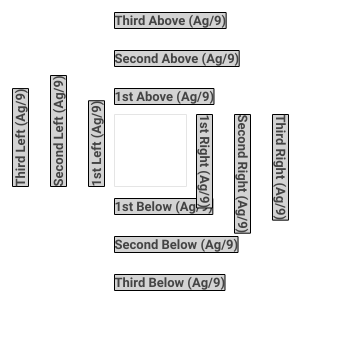 Third Above (Ag/9)
Second Above (Ag/9)
1st Above (Ag/9)
Third Left (Ag/9)
Second Left (Ag/9)
1st Left (Ag/9)
1st Right (Ag/9)
Second Right (Ag/9)
Third Right (Ag/9)
1st Below (Ag/9)
Second Below (Ag/9)
Third Below (Ag/9)